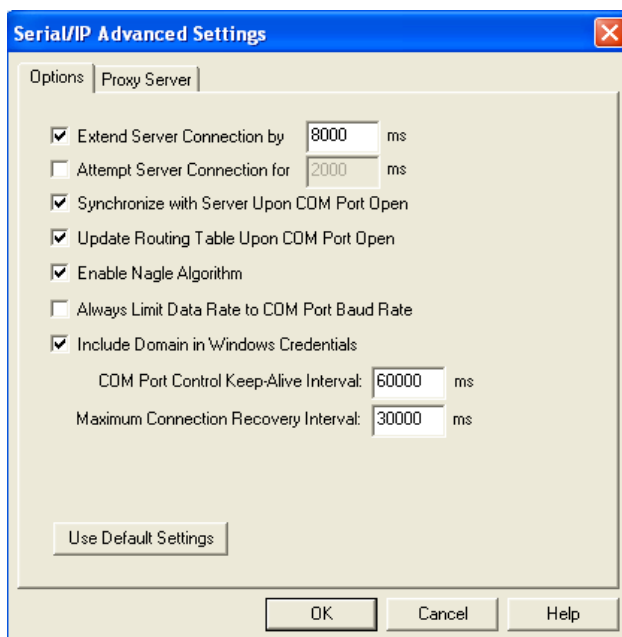 Serial/IP Advanced Settings
Options Proxy Server
Extend Server Connection by 8000 ms
Attempt Server Connection for 2000 ms
Synchronize with Server Upon COM Port Open
Update Routing Table Upon COM Port Open
Enable Nagle Algorithm
Always Limit Data Rate to COM Port Baud Rate
Include Domain in Windows Credentials
COM Port Control Keep-Alive Interval: 60000 ms
Maximum Connection Recovery Interval: 30000 ms
Use Default Settings
OK Cancel Help